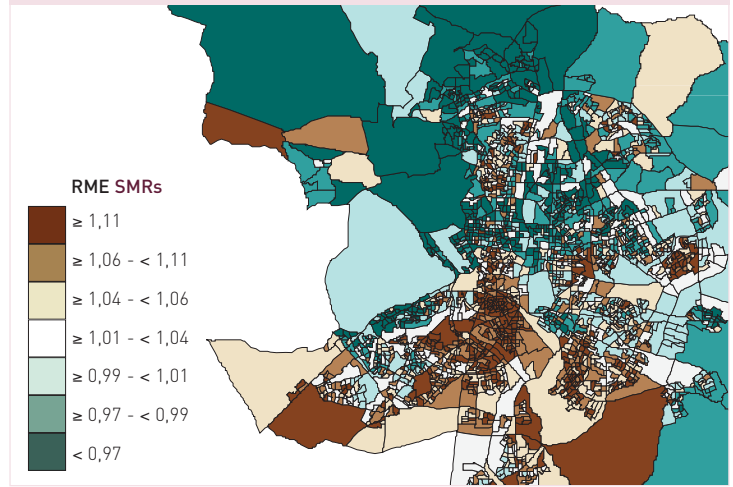 RME SMRs
≥ 1,11
≥ 1,06 - < 1,11
≥ 1,04 - < 1,06
≥ 1,01 - < 1,04
≥ 0,99 - < 1,01
≥ 0,97 - < 0,99
< 0,97